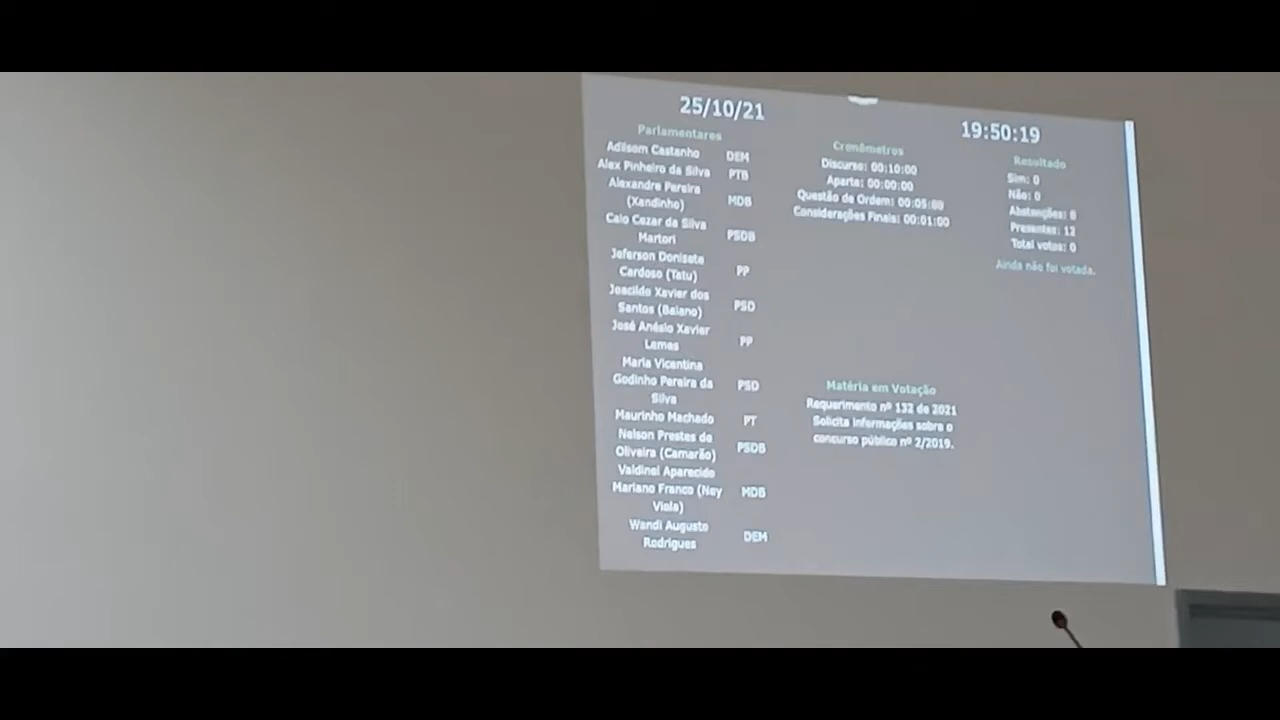 25/10/21
19:50:19
Parlamentares
Adilsom Castanho DEM
Alex Pinheiro da Silva PTB
Alexandre Pereira
(Xandinho) MDB
Caio Cezar da Silva
Martori PSDB
Jeferson Donisete
Cardoso (Tatu) PP
Joacildo Xavier dos
Santos (Baiano) PSD
José Anésio Xavier
Lemes PP
Maria Vicentina
Godinho Pereira da
Silva PSD
Maurinho Machado PT
Nelson Prestes de
Oliveira (Camarão) PSDB
Valdinei Aparecido
Mariano Franco (Ney
Viola) MDB
Wandi Augusto
Rodrigues DEM
Cronômetros
Discurso: 00:10:00
Aparte: 00:00:00
Questão de Ordem: 00:05:00
Considerações Finais: 00:01:00
Resultado
Sim: 0
Não: 0
Abstenções: 0
Presentes: 12
Total votos: 0
Ainda não foi votada.
Matéria em Votação
Requerimento nº 132 de 2021
Solicita informações sobre o
concurso público nº 2/2019.